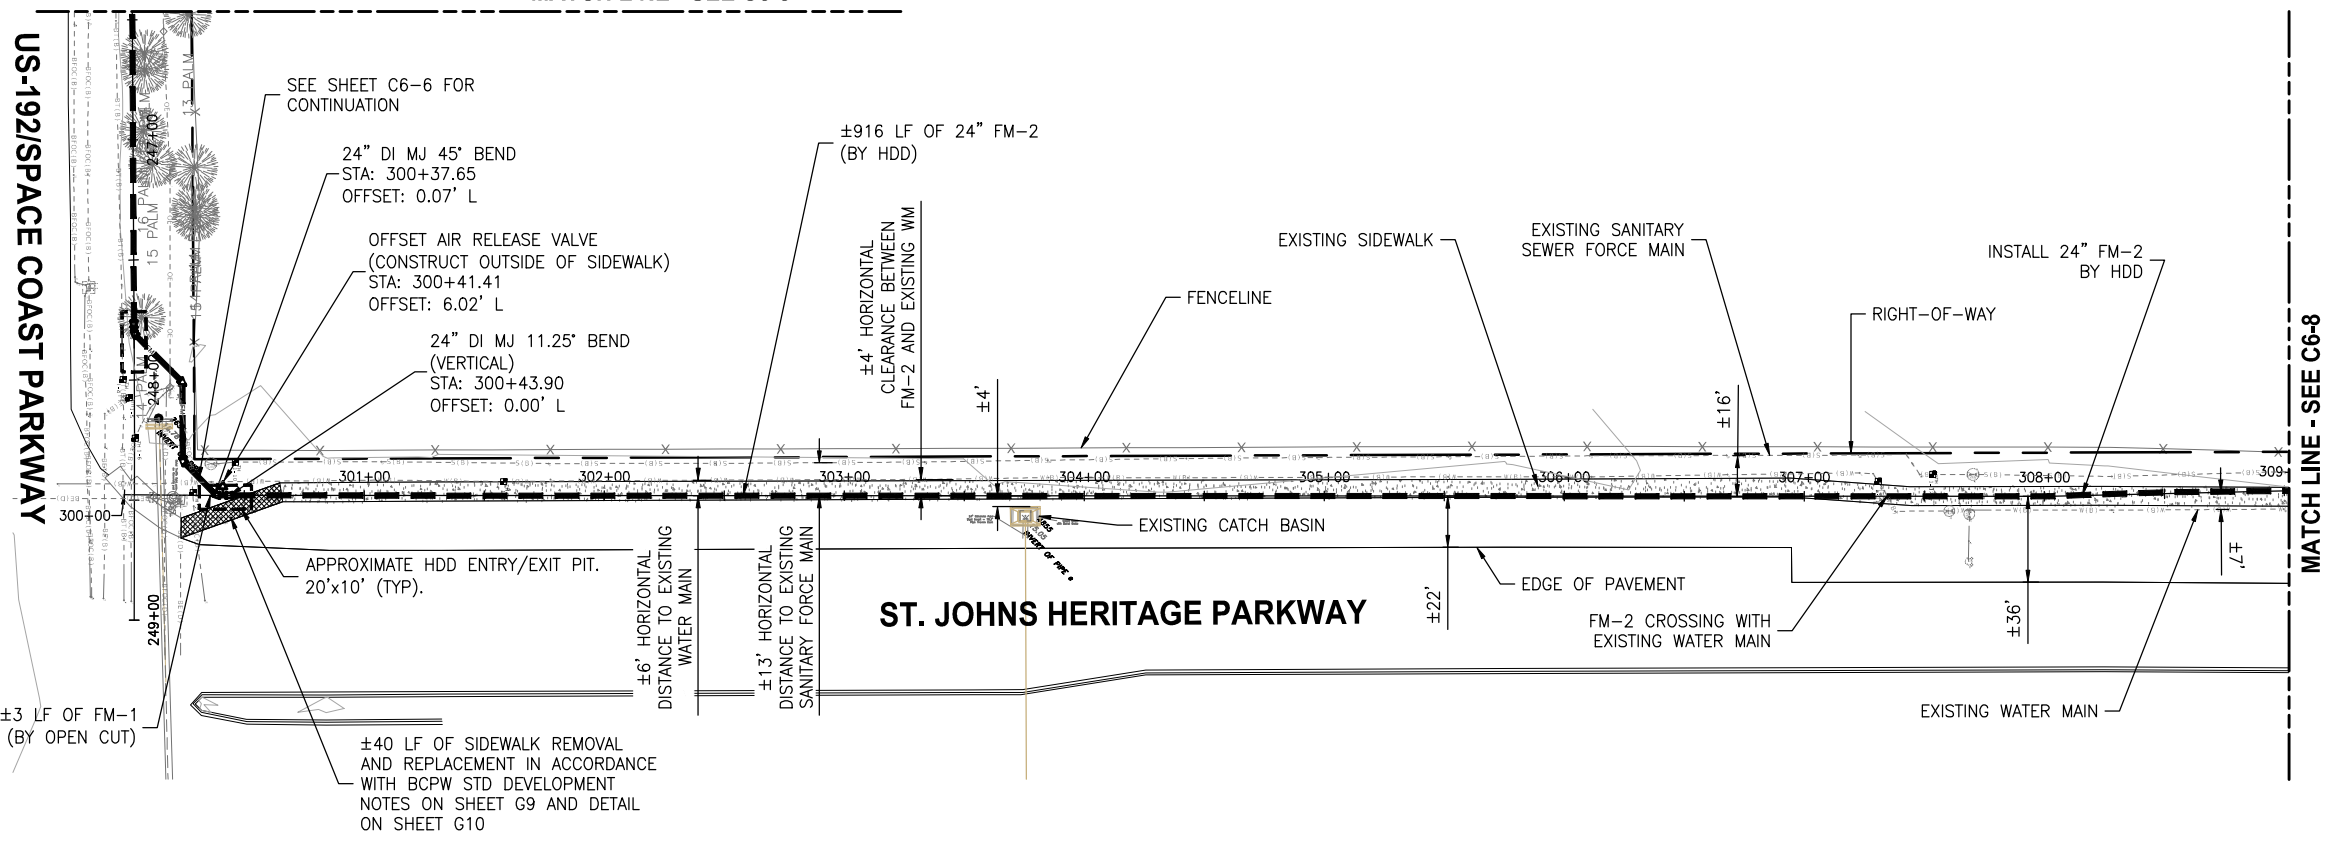 US-192/SPACE COAST PARKWAY
SEE SHEET C6-6 FOR
CONTINUATION
24" DI MJ 45° BEND
STA: 300+37.65
OFFSET: 0.07' L
OFFSET AIR RELEASE VALVE
(CONSTRUCT OUTSIDE OF SIDEWALK)
STA: 300+41.41
OFFSET: 6.02' L
24" DI MJ 11.25° BEND
(VERTICAL)
STA: 300+43.90
OFFSET: 0.00' L
±916 LF OF 24" FM-2
(BY HDD)
±4' HORIZONTAL
CLEARANCE BETWEEN
FM-2 AND EXISTING WM
±4'
FENCELINE
EXISTING SIDEWALK
EXISTING SANITARY
SEWER FORCE MAIN
±16'
RIGHT-OF-WAY
INSTALL 24" FM-2
BY HDD
MATCH LINE - SEE C6-8
13 PALM
16 PALM
15 PALM
247+00
248+00
249+00
300+00
301+00
302+00
303+00
304+00
305+00
306+00
307+00
308+00
309
EXISTING CATCH BASIN
INVERT OF PIPE
APPROXIMATE HDD ENTRY/EXIT PIT.
20'x10' (TYP).
±6' HORIZONTAL
DISTANCE TO EXISTING
WATER MAIN
±13' HORIZONTAL
DISTANCE TO EXISTING
SANITARY FORCE MAIN
ST. JOHNS HERITAGE PARKWAY
±22'
EDGE OF PAVEMENT
FM-2 CROSSING WITH
EXISTING WATER MAIN
±36'
±7'
EXISTING WATER MAIN
±3 LF OF FM-1
(BY OPEN CUT)
±40 LF OF SIDEWALK REMOVAL
AND REPLACEMENT IN ACCORDANCE
WITH BCPW STD DEVELOPMENT
NOTES ON SHEET G9 AND DETAIL
ON SHEET G10